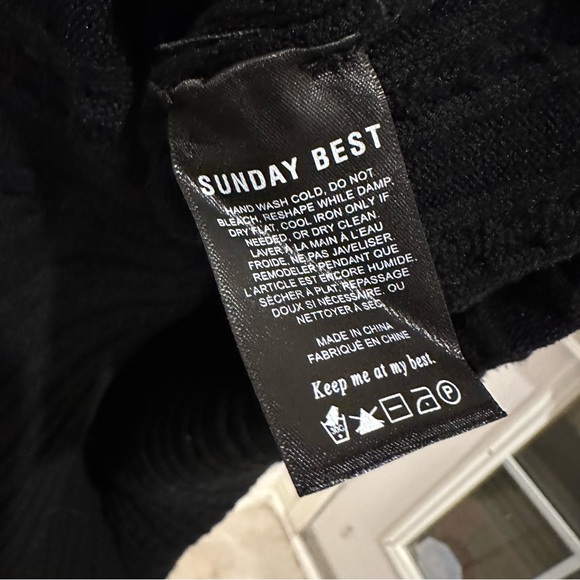 SUNDAY BEST
HAND WASH COLD, DO NOT
BLEACH, RESHAPE WHILE DAMP.
DRY FLAT, COOL IRON ONLY IF
NEEDED, OR DRY CLEAN.
LAVER À LA MAIN À L'EAU
FROIDE, NE PAS JAVELISER.
REMODELER PENDANT QUE
L'ARTICLE EST ENCORE HUMIDE.
SÉCHER À PLAT, REPASSAGE
DOUX SI NÉCESSAIRE. OU
NETTOYER À SEC
MADE IN CHINA
FABRIQUÉ EN CHINE
Keep me at my best.
P